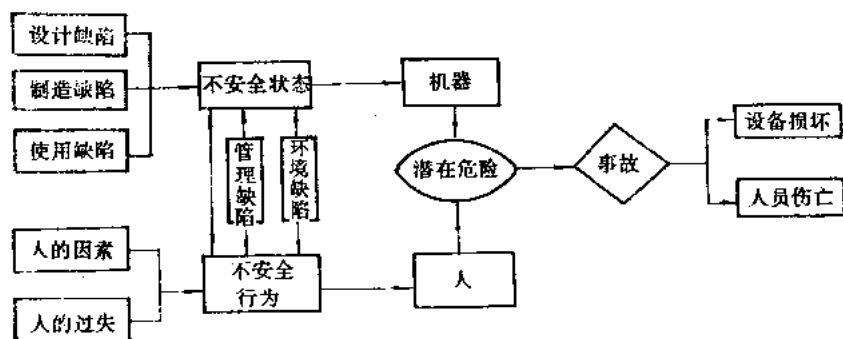 设计缺陷
制造缺陷
使用缺陷
不安全状态
机器
管理缺陷
环境缺陷
潜在危险
事故
设备损坏
人员伤亡
人的因素
人的过失
不安全
行为
人